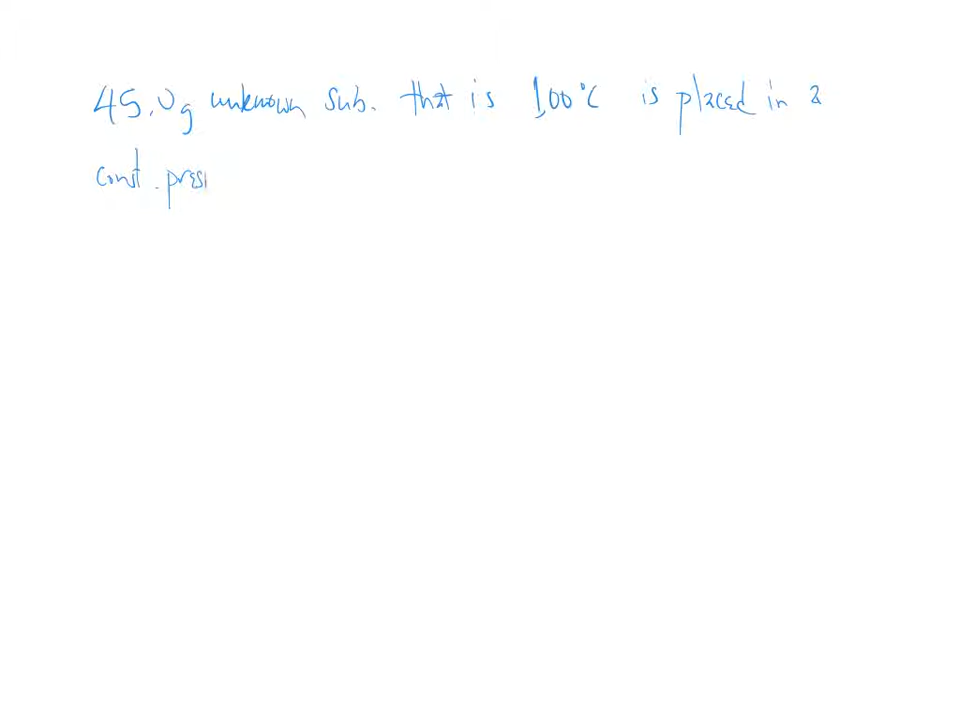 45.0g unknown sub. that is 100°C is placed in a
const. press